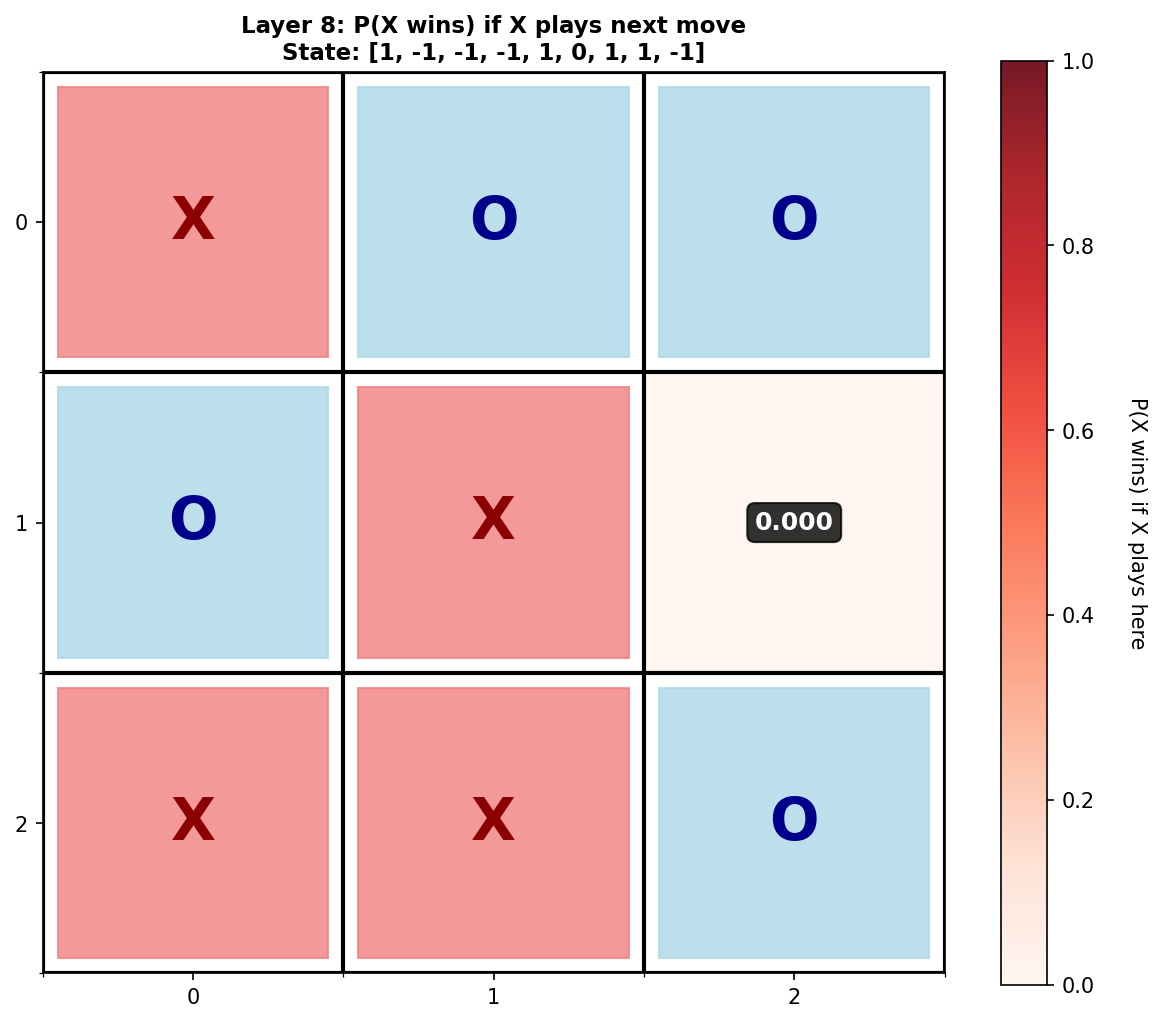 Layer 8: P(X wins) if X plays next move
State: [1, -1, -1, -1, 1, 0, 1, 1, -1]
X
O
O
O
X
0.000
X
X
O
0
1
2
0
1
2
1.0
0.8
0.6
0.4
0.2
0.0
P(X wins) if X plays here